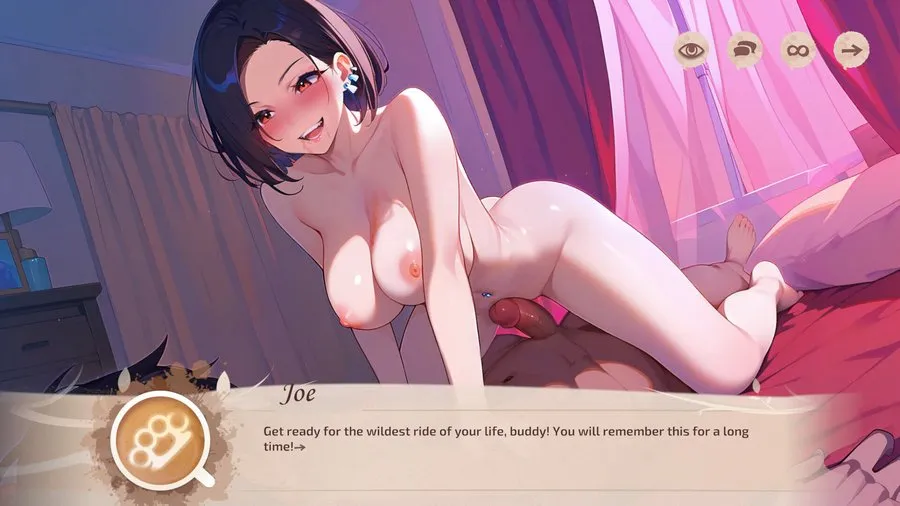 Joe
Get ready for the wildest ride of your life, buddy! You will remember this for a long
time!→